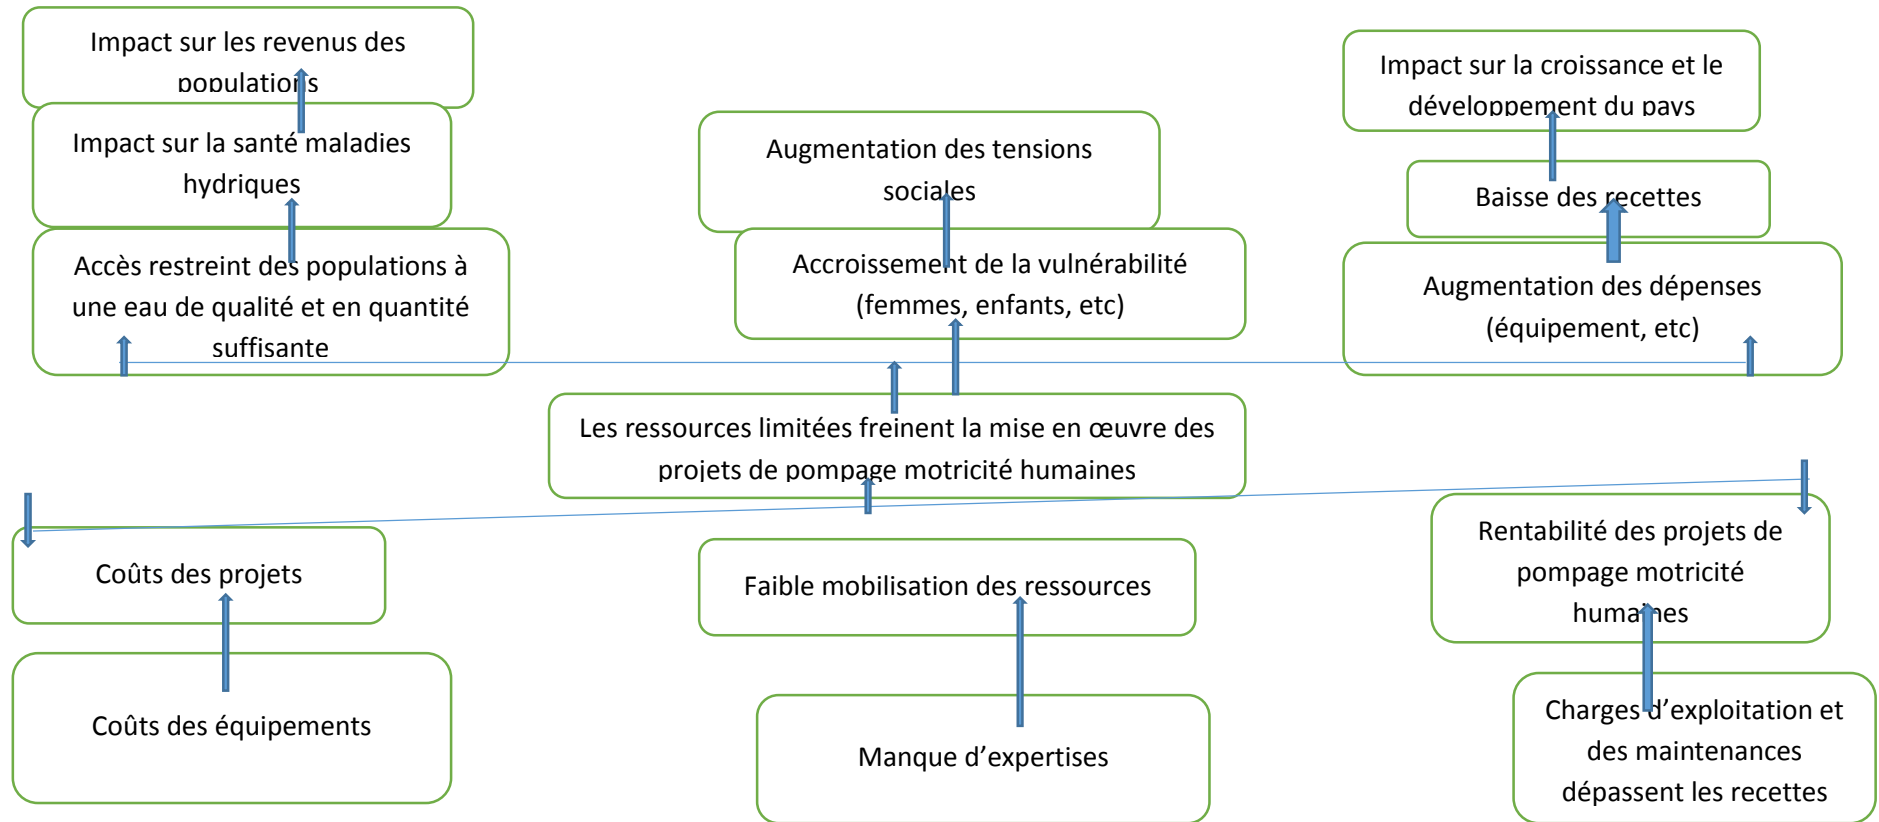 Impact sur les revenus des
populations
Impact sur la santé maladies
hydriques
Accès restreint des populations à
une eau de qualité et en quantité
suffisante
Augmentation des tensions
sociales
Accroissement de la vulnérabilité
(femmes, enfants, etc)
Impact sur la croissance et le
développement du pays
Baisse des recettes
Augmentation des dépenses
(équipement, etc)
Les ressources limitées freinent la mise en œuvre des
projets de pompage motricité humaines
Coûts des projets
Coûts des équipements
Faible mobilisation des ressources
Manque d’expertises
Rentabilité des projets de
pompage motricité
humaines
Charges d’exploitation et
des maintenances
dépassent les recettes